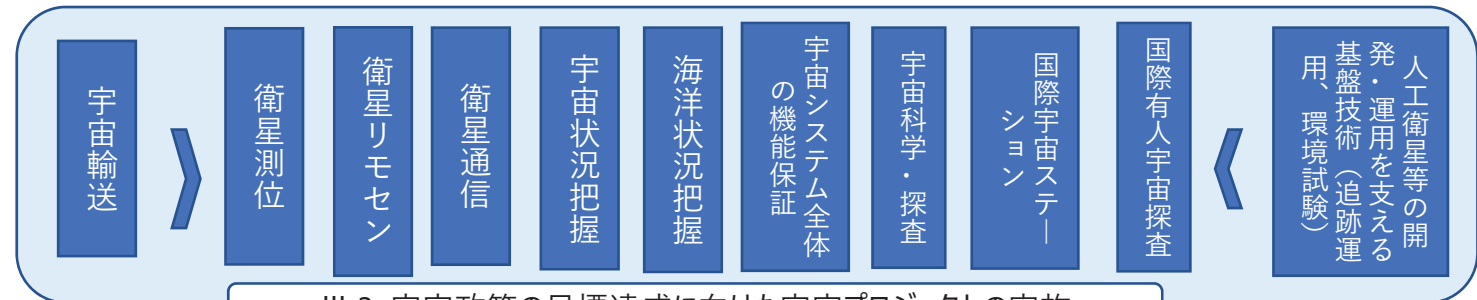 宇宙輸送
衛星測位
衛星リモセン
衛星通信
宇宙状況把握
海洋状況把握
宇宙システム全体
の機能保証
宇宙科学・探査
国際宇宙ステー
ション
国際有人宇宙探査
人工衛星等の開
発・運用を支える
基盤技術（追跡運
用、環境試験）